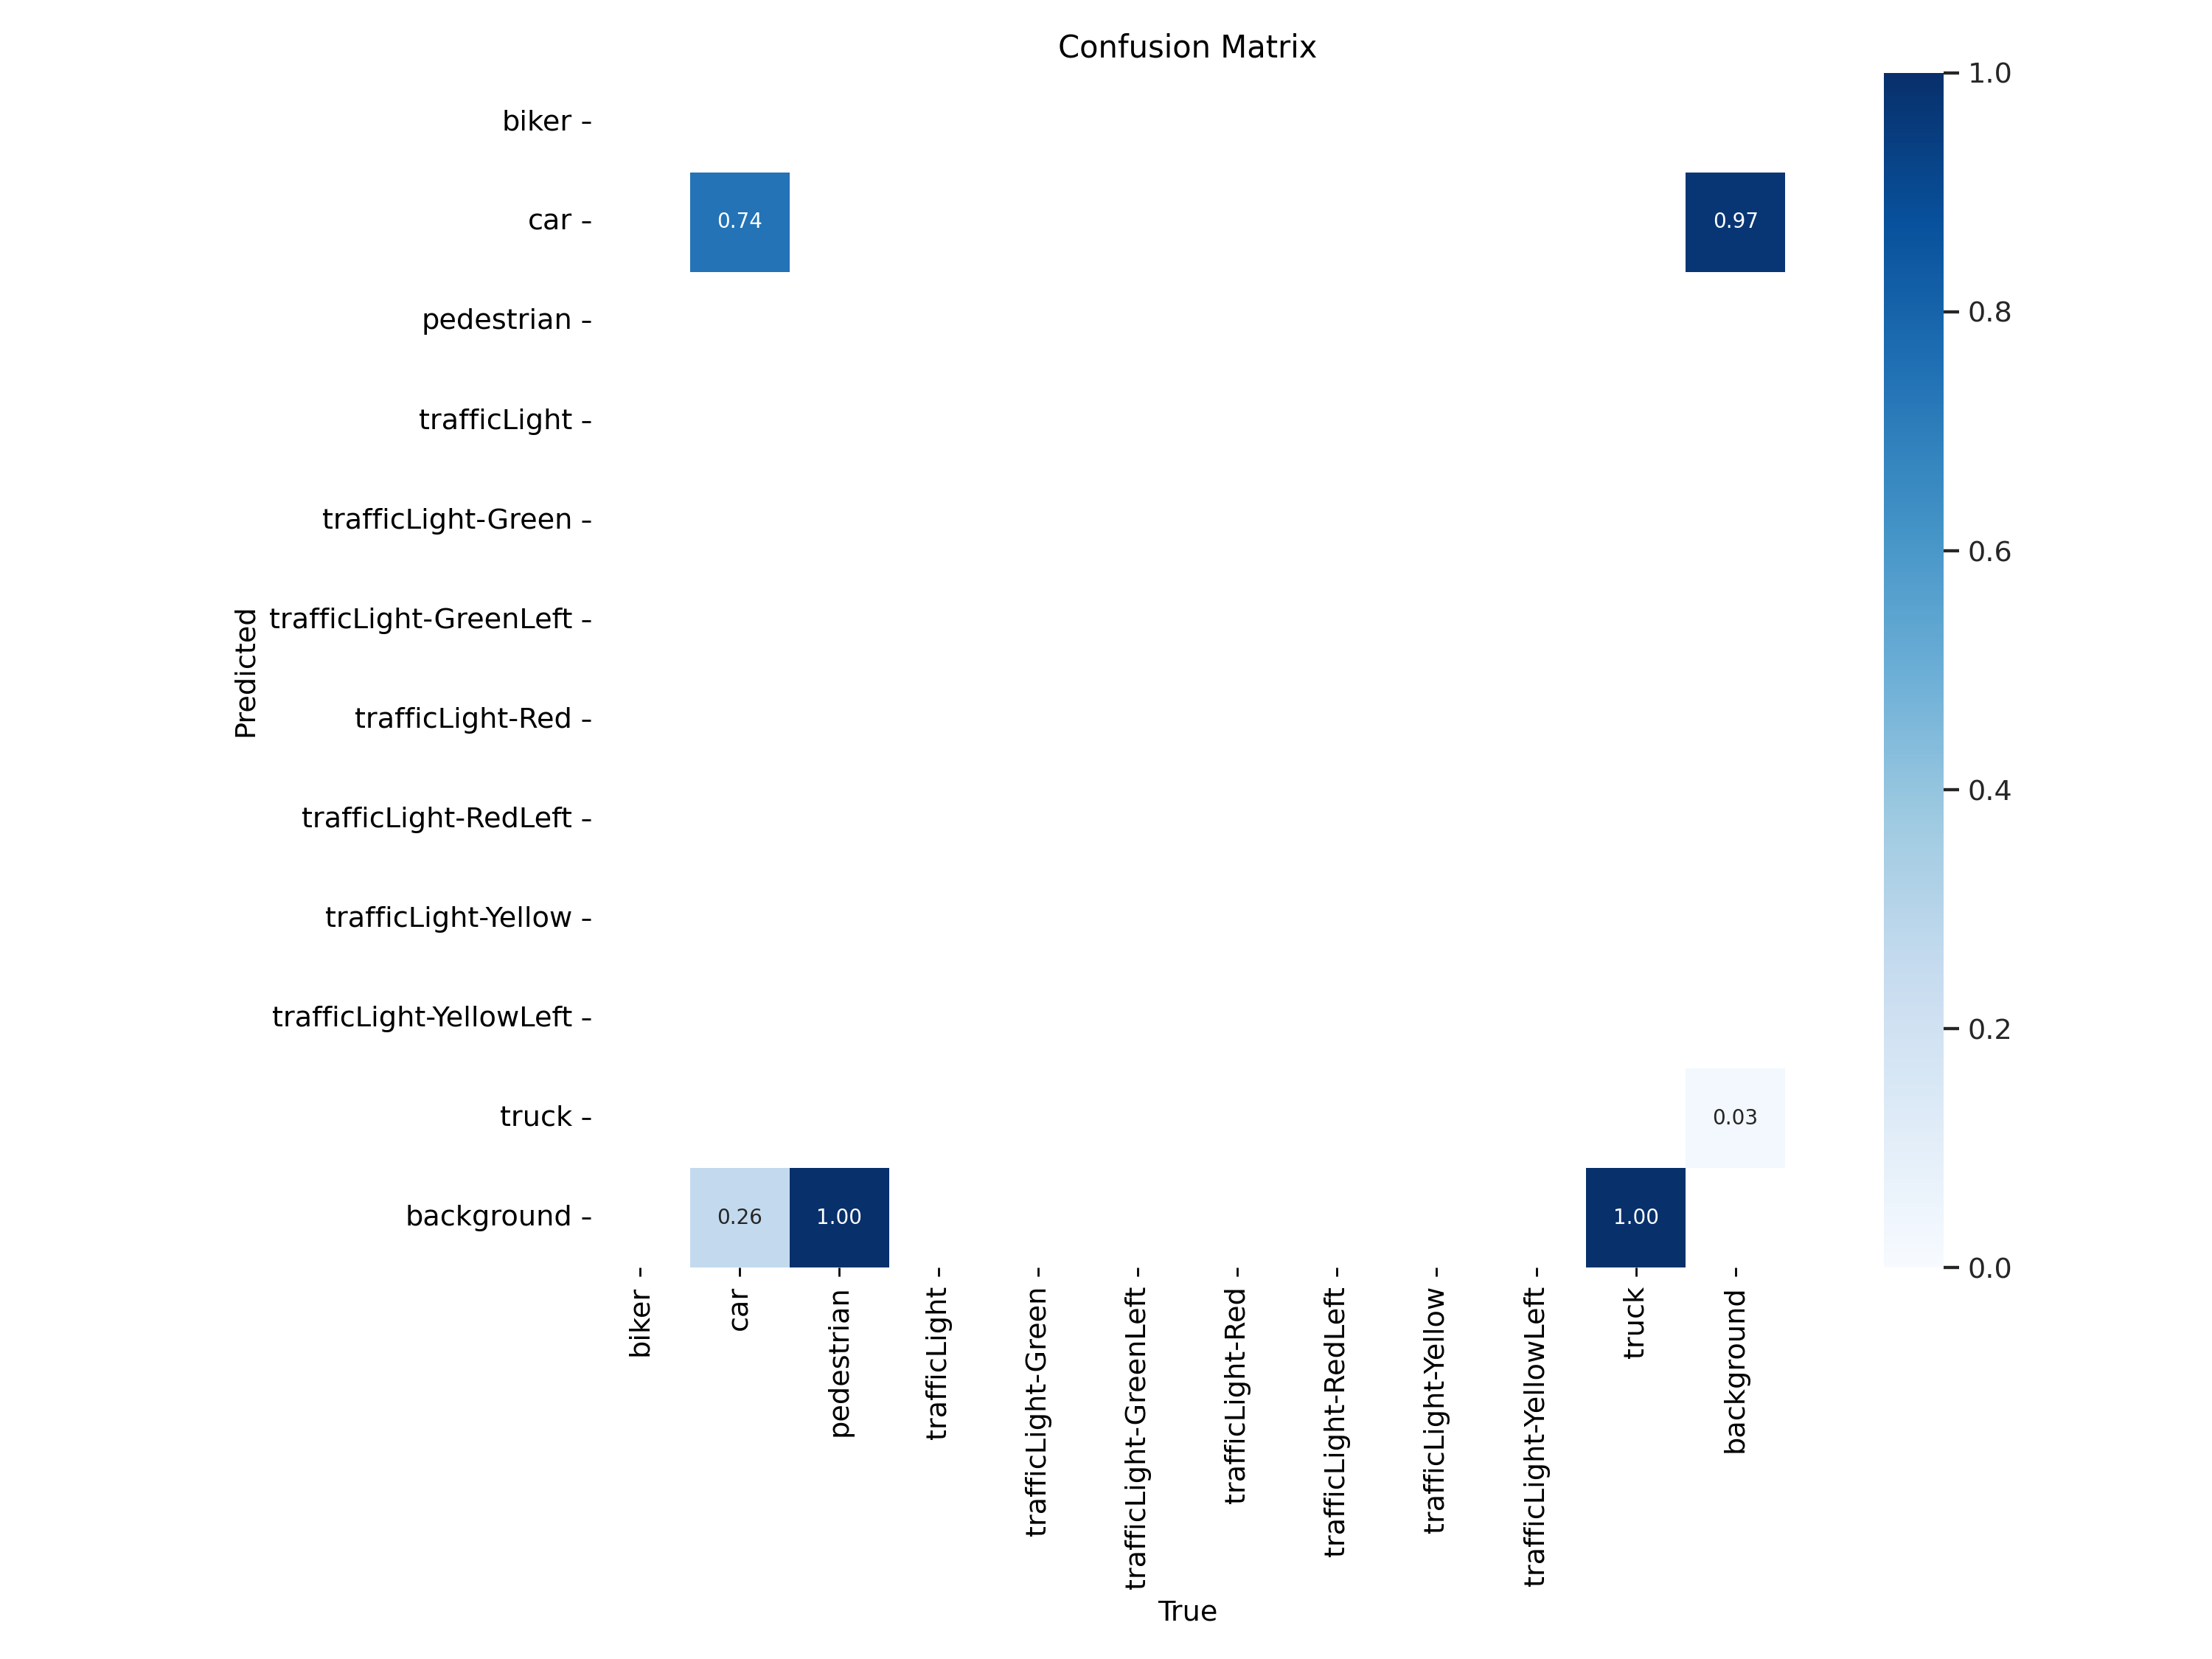 Confusion Matrix
biker
car
pedestrian
trafficLight
trafficLight-Green
trafficLight-GreenLeft
trafficLight-Red
trafficLight-RedLeft
trafficLight-Yellow
trafficLight-YellowLeft
truck
background
Predicted
0.74
0.97
0.03
0.26
1.00
1.00
biker
car
pedestrian
trafficLight
trafficLight-Green
trafficLight-GreenLeft
trafficLight-Red
trafficLight-RedLeft
trafficLight-Yellow
trafficLight-YellowLeft
truck
background
True
1.0
0.8
0.6
0.4
0.2
0.0